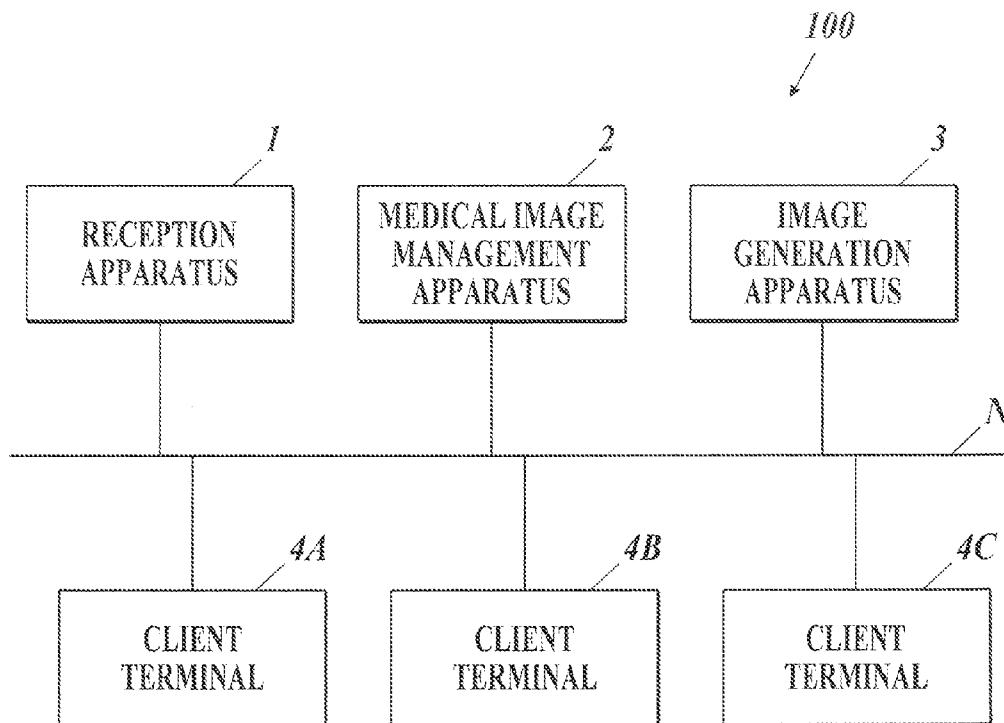 100
1
2
3
RECEPTION
APPARATUS
MEDICAL IMAGE
MANAGEMENT
APPARATUS
IMAGE
GENERATION
APPARATUS
N
4A
4B
4C
CLIENT
TERMINAL
CLIENT
TERMINAL
CLIENT
TERMINAL